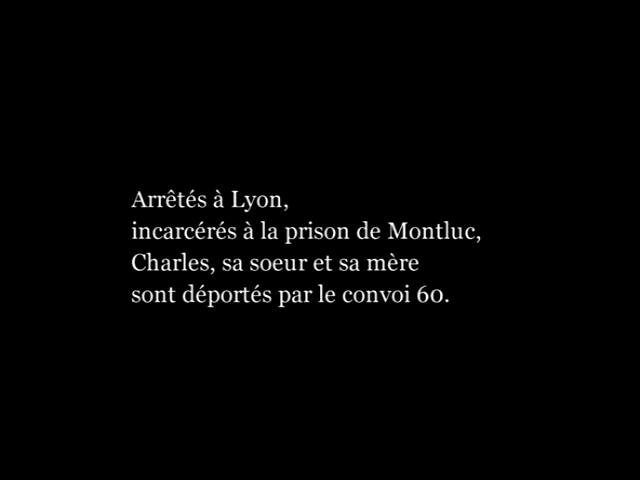 Arrêtés à Lyon,
incarcérés à la prison de Montluc,
Charles, sa soeur et sa mère
sont déportés par le convoi 60.